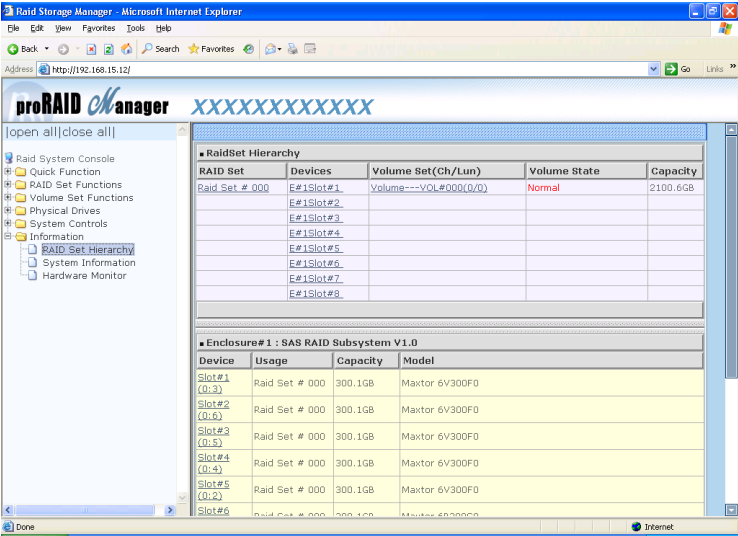 Raid Storage Manager - Microsoft Internet Explorer
File Edit View Favorites Tools Help
Back Search Favorites
Address http://192.168.15.12/ Go Links »
proRAID Manager XXXXXXXXXXXX
|open all|close all|
Raid System Console
Quick Function
RAID Set Functions
Volume Set Functions
Physical Drives
System Controls
Information
RAID Set Hierarchy
System Information
Hardware Monitor
RaidSet Hierarchy
RAID Set Devices Volume Set(Ch/Lun) Volume State Capacity
Raid Set # 000 E#1Slot#1 Volume---VOL#000(0/0) Normal 2100.6GB
E#1Slot#2
E#1Slot#3
E#1Slot#4
E#1Slot#5
E#1Slot#6
E#1Slot#7
E#1Slot#8
Enclosure#1 : SAS RAID Subsystem V1.0
Device Usage Capacity Model
Slot#1 (0:3) Raid Set # 000 300.1GB Maxtor 6V300F0
Slot#2 (0:6) Raid Set # 000 300.1GB Maxtor 6V300F0
Slot#3 (0:5) Raid Set # 000 300.1GB Maxtor 6V300F0
Slot#4 (0:4) Raid Set # 000 300.1GB Maxtor 6V300F0
Slot#5 (0:2) Raid Set # 000 300.1GB Maxtor 6V300F0
Slot#6 Raid Set # 000 300.1GB Maxtor
Done Internet